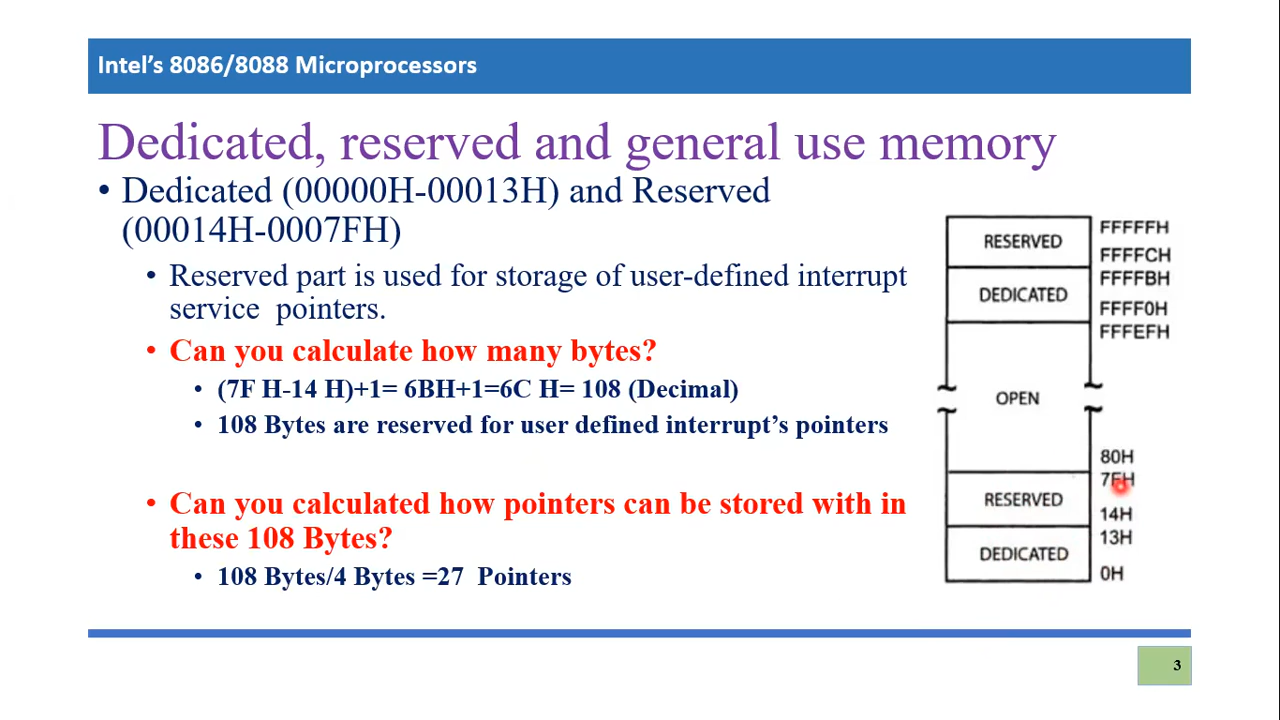 Intel's 8086/8088 Microprocessors
Dedicated, reserved and general use memory
• Dedicated (00000H-00013H) and Reserved
(00014H-0007FH)
• Reserved part is used for storage of user-defined interrupt
service pointers.
• Can you calculate how many bytes?
• (7F H-14 H)+1= 6BH+1=6C H= 108 (Decimal)
• 108 Bytes are reserved for user defined interrupt's pointers
• Can you calculated how pointers can be stored with in
these 108 Bytes?
• 108 Bytes/4 Bytes =27 Pointers
RESERVED
FFFFFH
FFFFCH
DEDICATED
FFFFBH
FFFF0H
FFFEFH
OPEN
80H
7FH
RESERVED
14H
13H
DEDICATED
0H
3